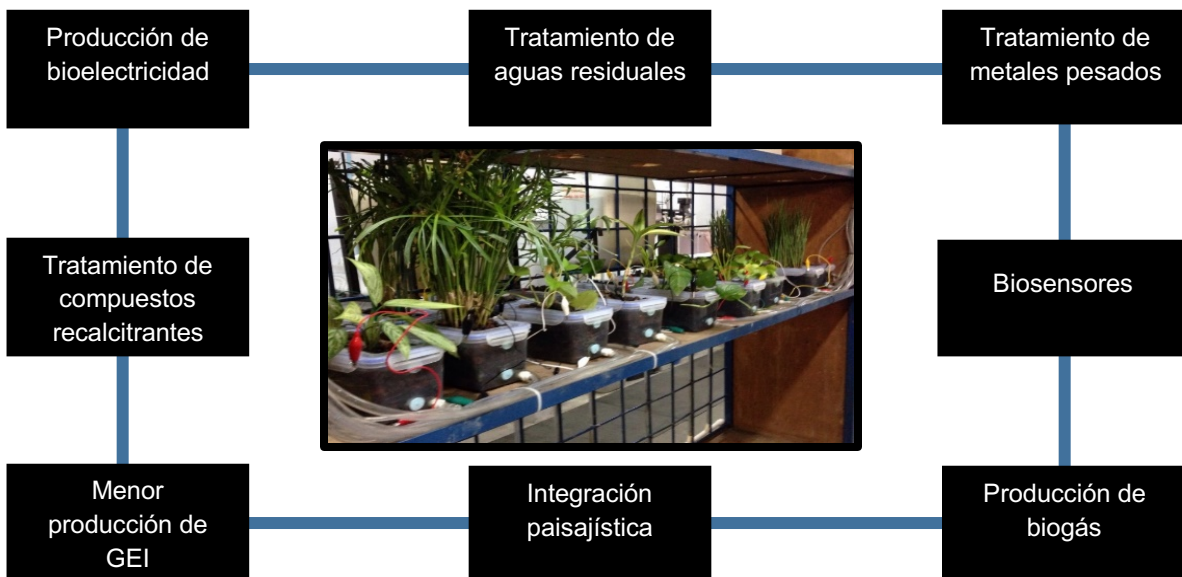 Producción de
bioelectricidad
Tratamiento de
aguas residuales
Tratamiento de
metales pesados
Tratamiento de
compuestos
recalcitrantes
Biosensores
Menor
producción de
GEI
Integración
paisajística
Producción de
biogás